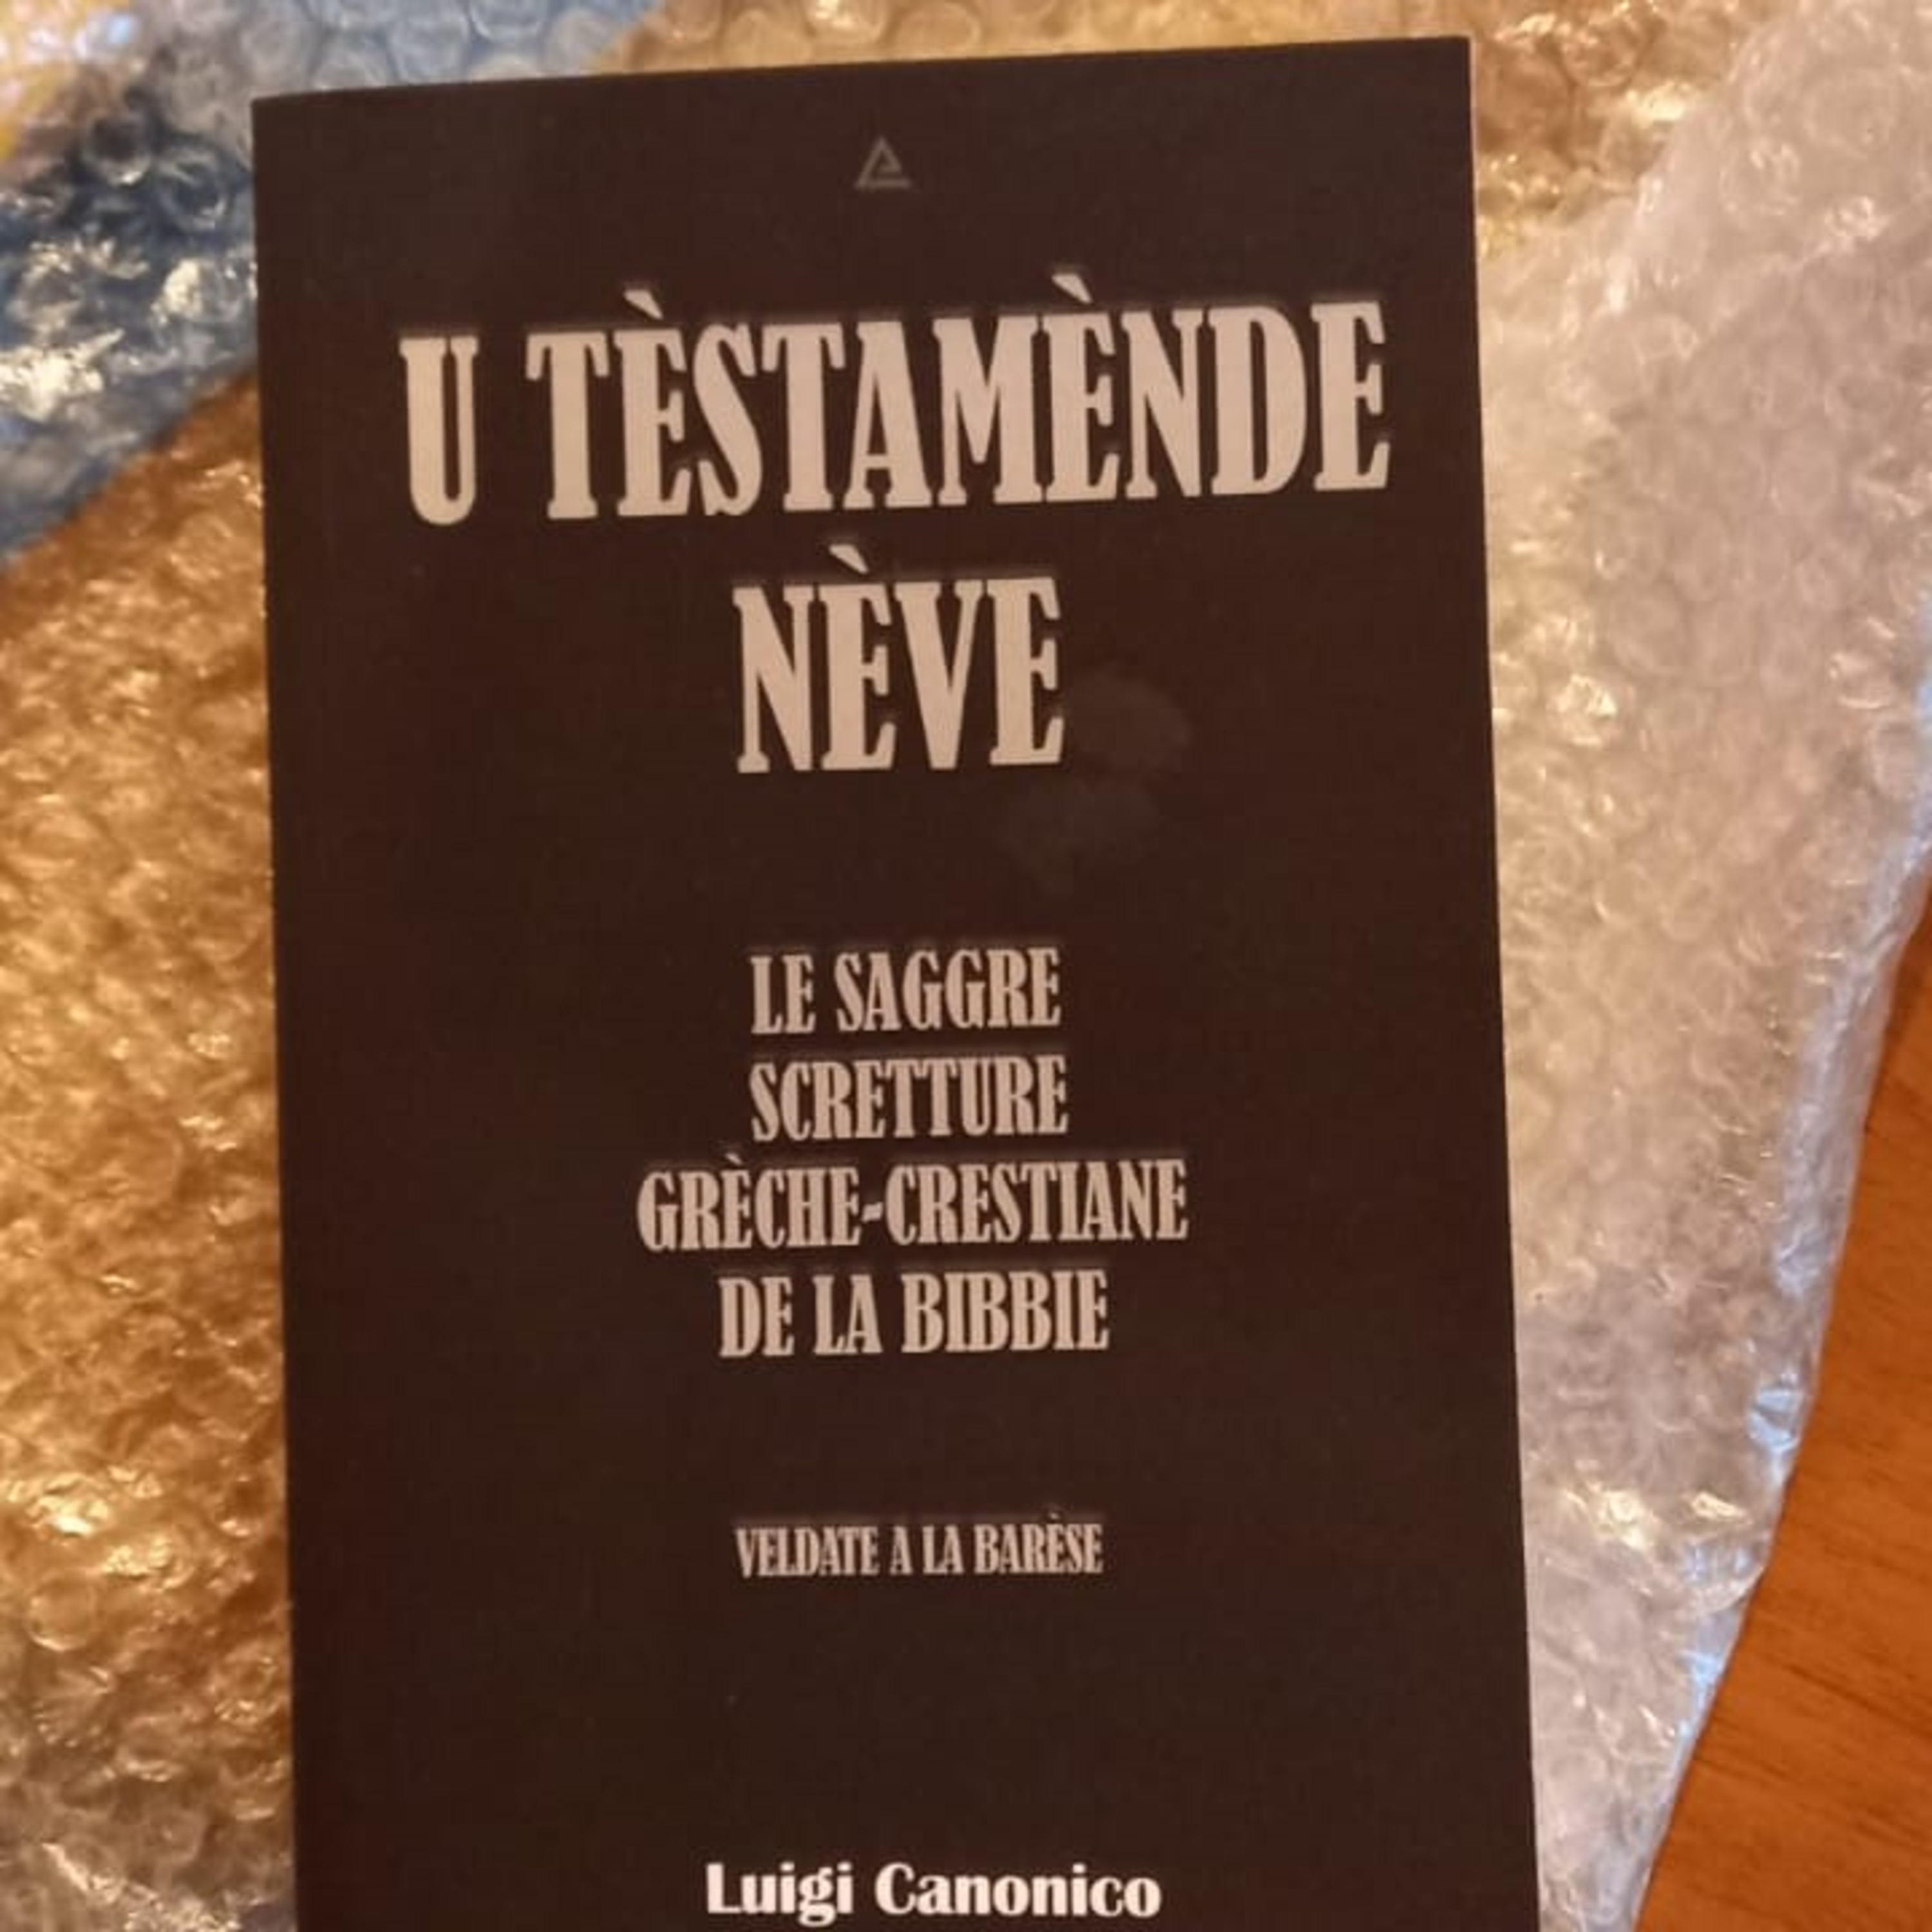 U TÈSTAMÈNDE
NÈVE
LE SAGGRE
SCRETTURE
GRÈCHE-CRESTIANE
DE LA BIBBIE
VELDATE A LA BARÈSE
Luigi Canonico